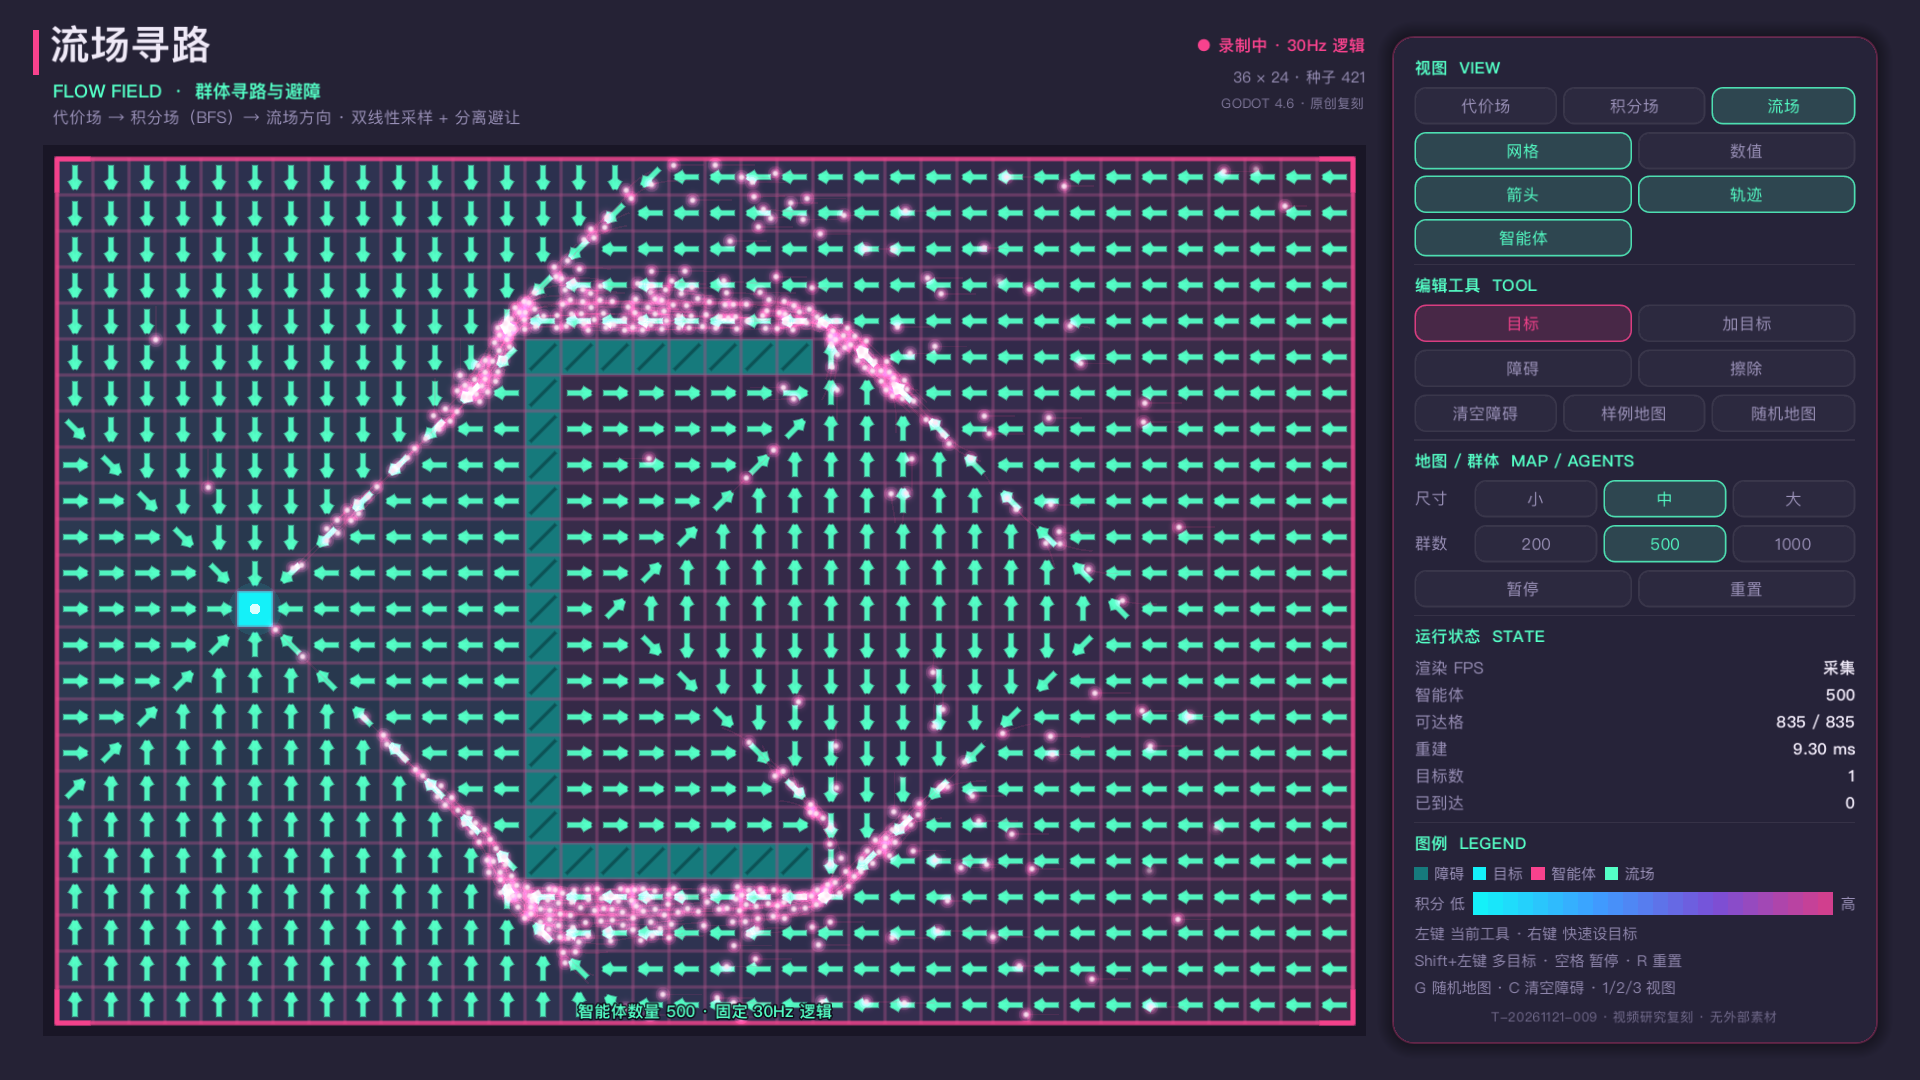 流场寻路
FLOW FIELD · 群体寻路与避障
代价场 → 积分场（BFS）→ 流场方向 · 双线性采样 + 分离避让
录制中 · 30Hz 逻辑
36 × 24 · 种子 421
GODOT 4.6 · 原创复刻
智能体数量 500 · 固定 30Hz 逻辑
视图 VIEW
代价场 积分场 流场
网格 数值
箭头 轨迹
智能体
编辑工具 TOOL
目标 加目标
障碍 擦除
清空障碍 样例地图 随机地图
地图 / 群体 MAP / AGENTS
尺寸 小 中 大
群数 200 500 1000
暂停 重置
运行状态 STATE
渲染 FPS 采集
智能体 500
可达格 835 / 835
重建 9.30 ms
目标数 1
已到达 0
图例 LEGEND
障碍 目标 智能体 流场
积分 低 高
左键 当前工具 · 右键 快速设目标
Shift+左键 多目标 · 空格 暂停 · R 重置
G 随机地图 · C 清空障碍 · 1/2/3 视图
T-20261121-009 · 视频研究复刻 · 无外部素材